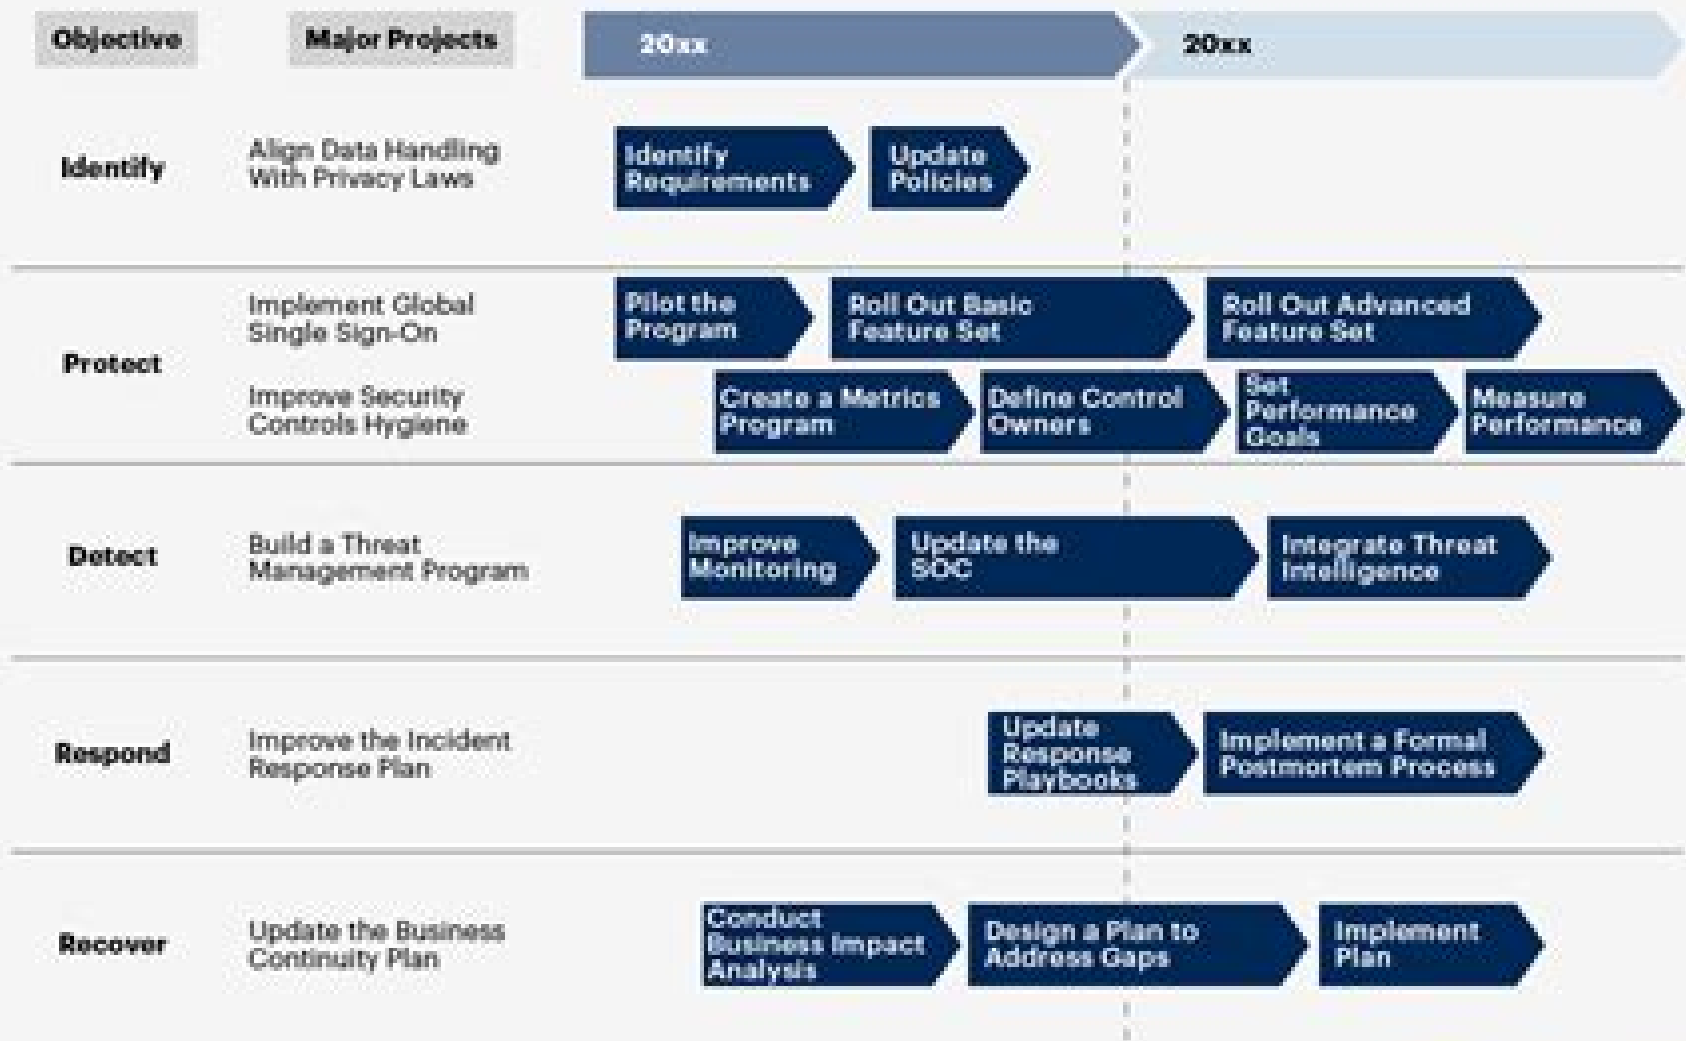 Objective
Major Projects
20xx
20xx
Identify
Align Data Handling
With Privacy Laws
Identify
Requirements
Update
Policies
Protect
Implement Global
Single Sign-On
Pilot the
Program
Roll Out Basic
Feature Set
Roll Out Advanced
Feature Set
Improve Security
Controls Hygiene
Create a Metrics
Program
Define Control
Owners
Set
Performance
Goals
Measure
Performance
Detect
Build a Threat
Management Program
Improve
Monitoring
Update the
SOC
Integrate Threat
Intelligence
Respond
Improve the Incident
Response Plan
Update
Response
Playbooks
Implement a Formal
Postmortem Process
Recover
Update the Business
Continuity Plan
Conduct
Business Impact
Analysis
Design a Plan to
Address Gaps
Implement
Plan